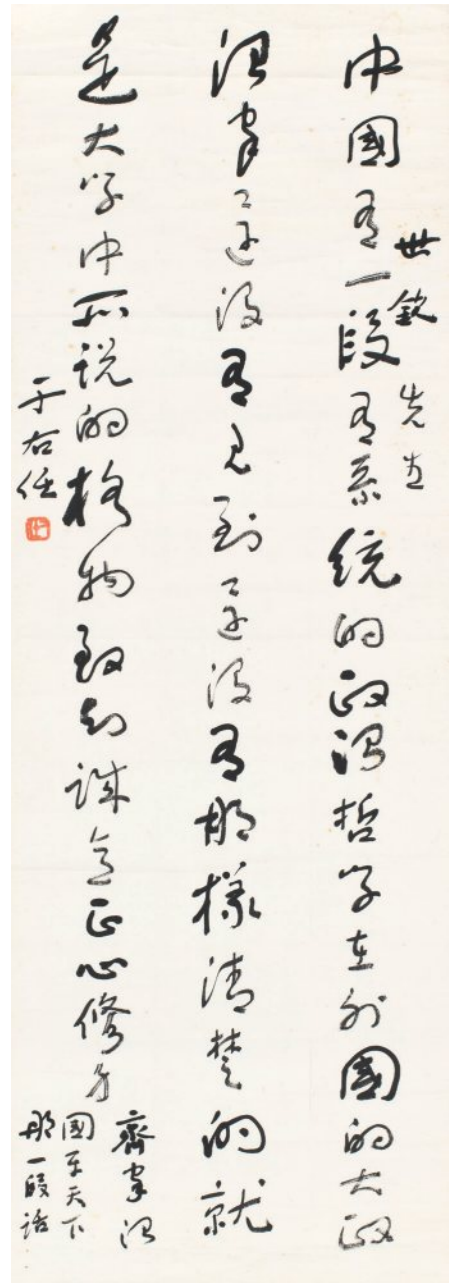 世欽先生
中國有一段有系統的政治哲學在外國的大政
治家還沒有見到還沒有那樣清楚的就
是大學中所說的格物致知誠意正心修身
齊家治
國平天下
那一段話
于右任